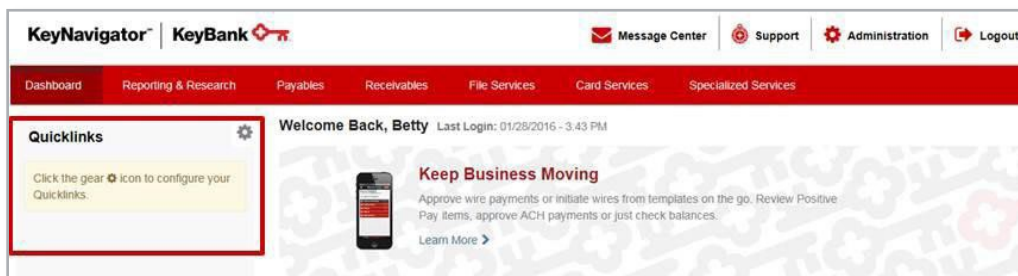 KeyNavigator™ | KeyBank
Message Center
Support
Administration
Logout
Dashboard Reporting & Research Payables Receivables File Services Card Services Specialized Services
Quicklinks
Click the gear icon to configure your
Quicklinks.
Welcome Back, Betty Last Login: 01/28/2016 - 3:43 PM
Keep Business Moving
Approve wire payments or initiate wires from templates on the go. Review Positive
Pay items, approve ACH payments or just check balances.
Learn More